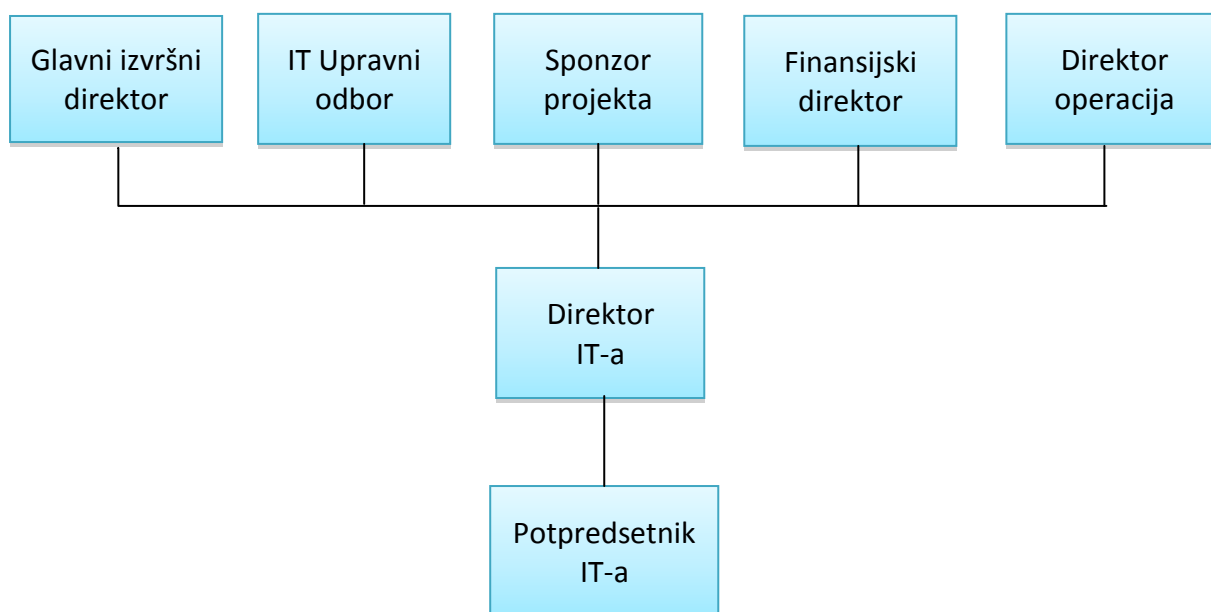 Glavni izvršni
direktor
IT Upravni
odbor
Sponzor
projekta
Finansijski
direktor
Direktor
operacija
Direktor
IT-a
Potpredsetnik
IT-a